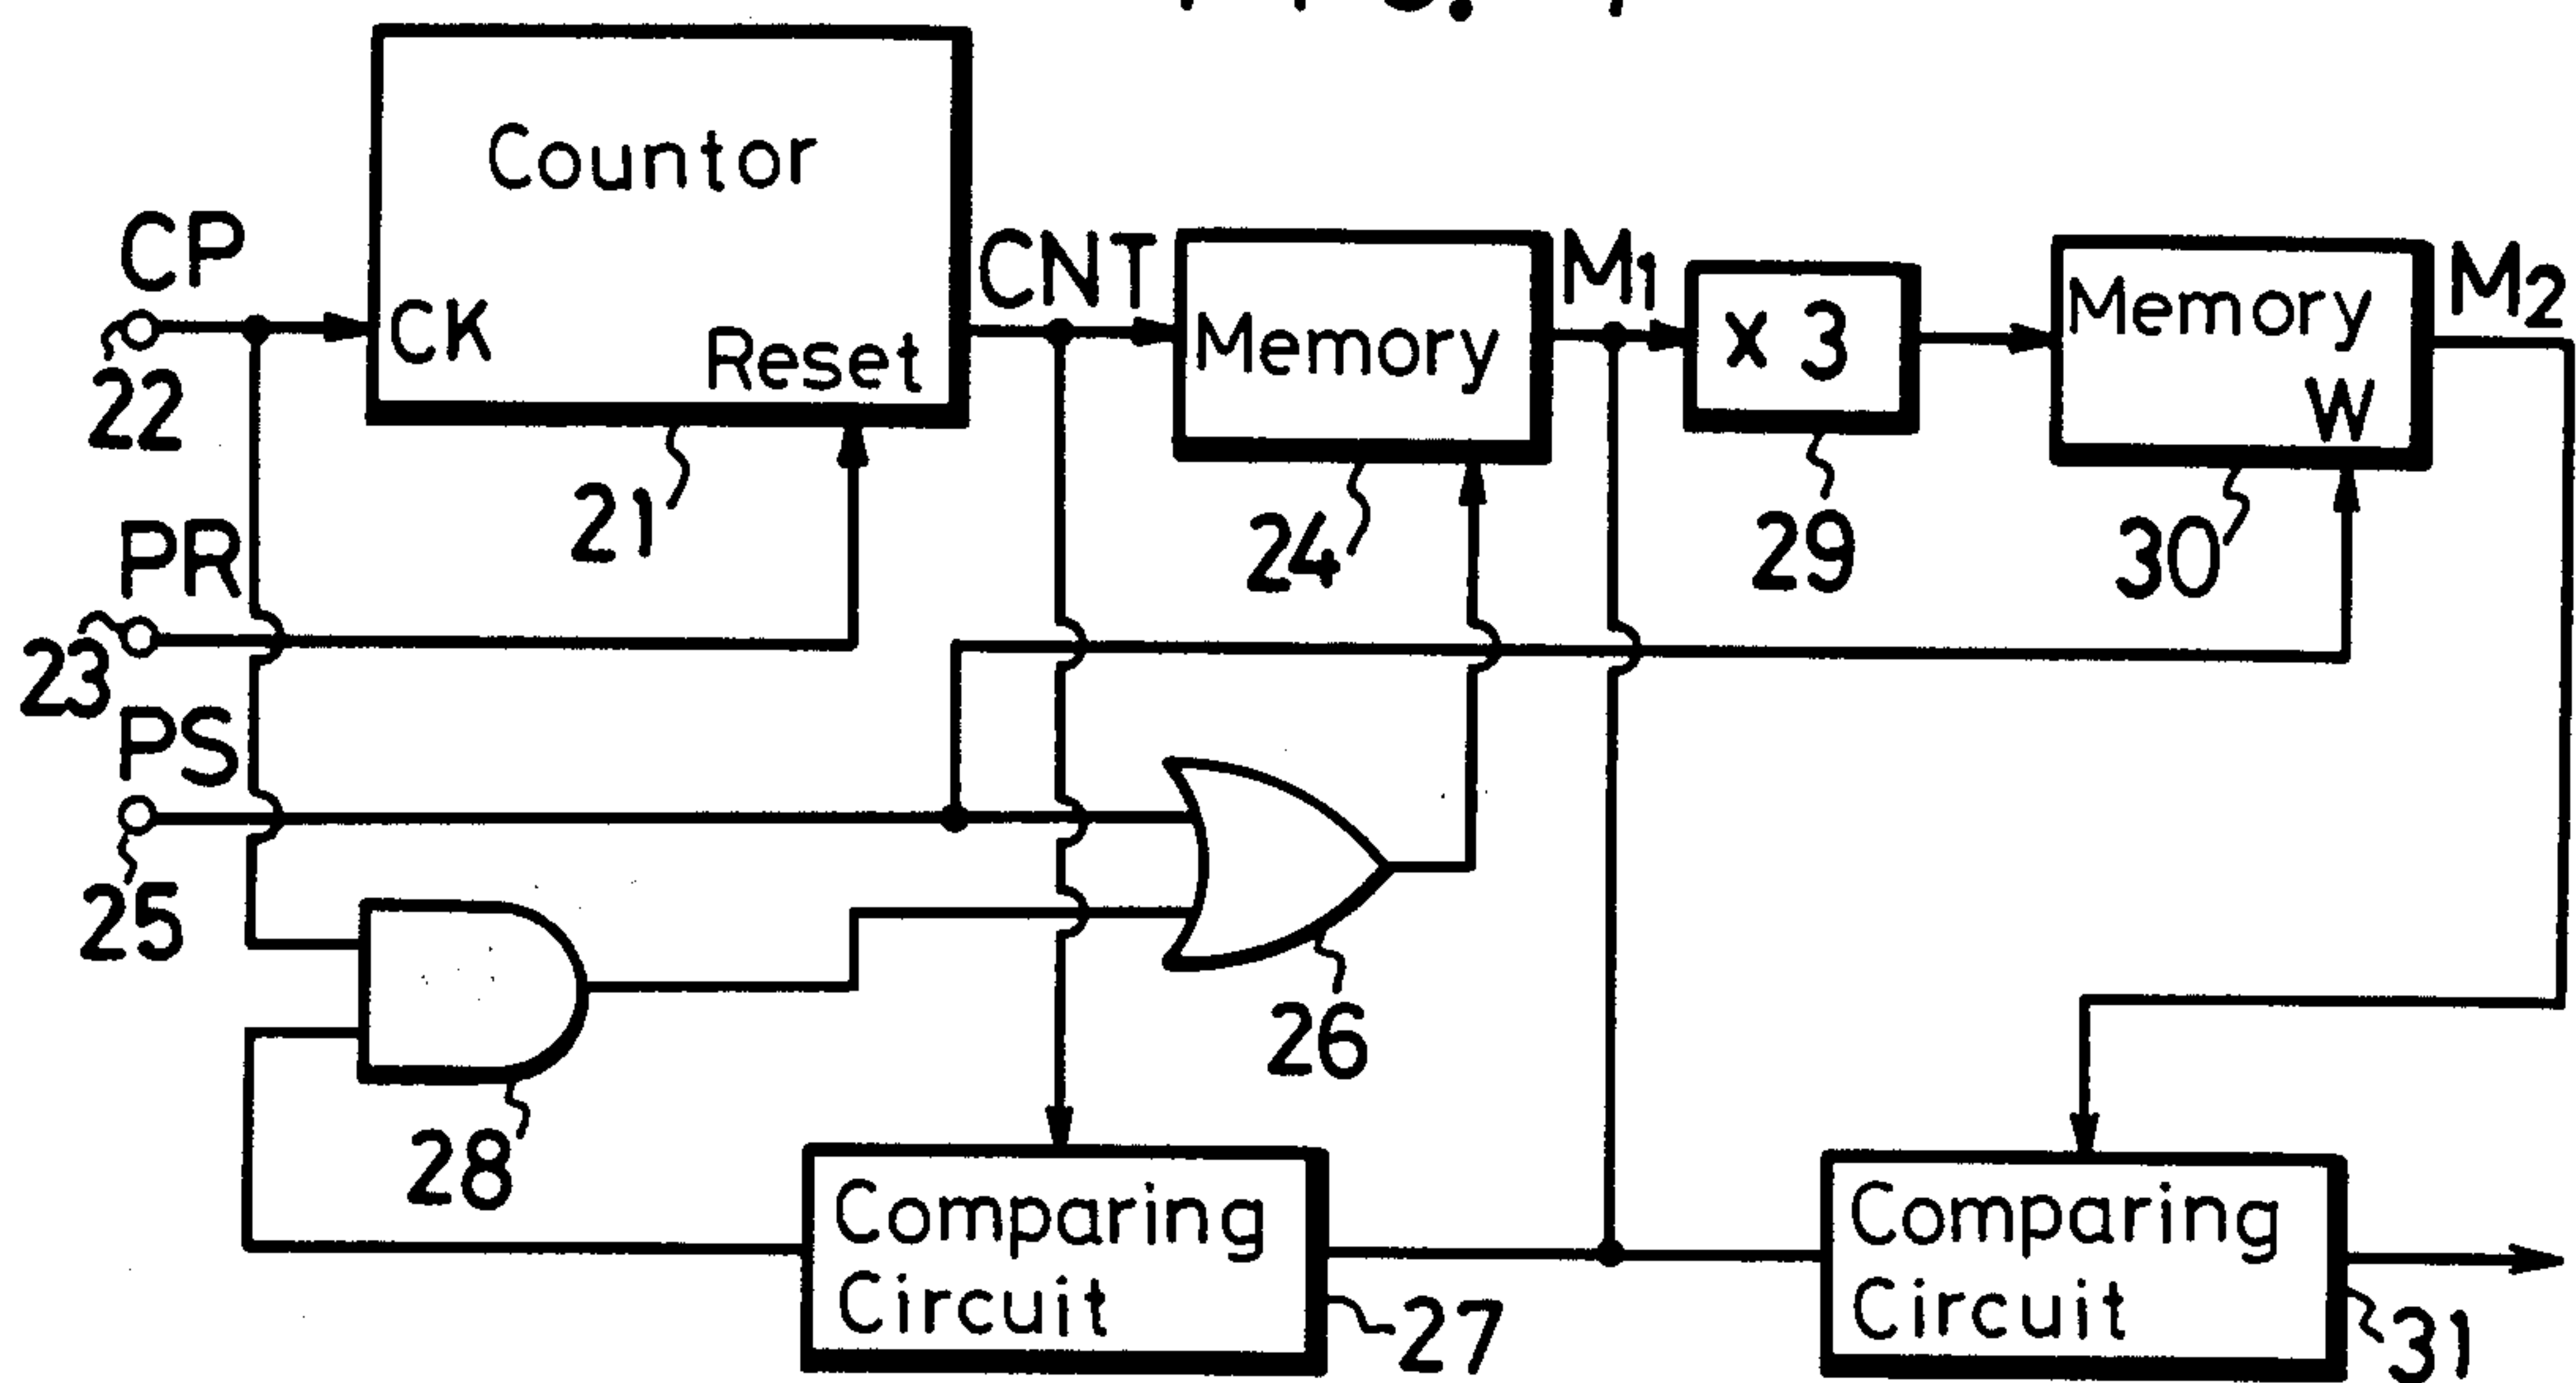 Countor
CP
CK
Reset
CNT
Memory
M1
x 3
Memory
W
M2
22
21
24
29
30
PR
23
PS
25
26
28
Comparing
Circuit
27
Comparing
Circuit
31